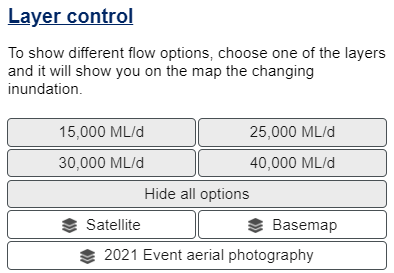 Layer control
To show different flow options, choose one of the layers
and it will show you on the map the changing
inundation.
15,000 ML/d
25,000 ML/d
30,000 ML/d
40,000 ML/d
Hide all options
Satellite
Basemap
2021 Event aerial photography